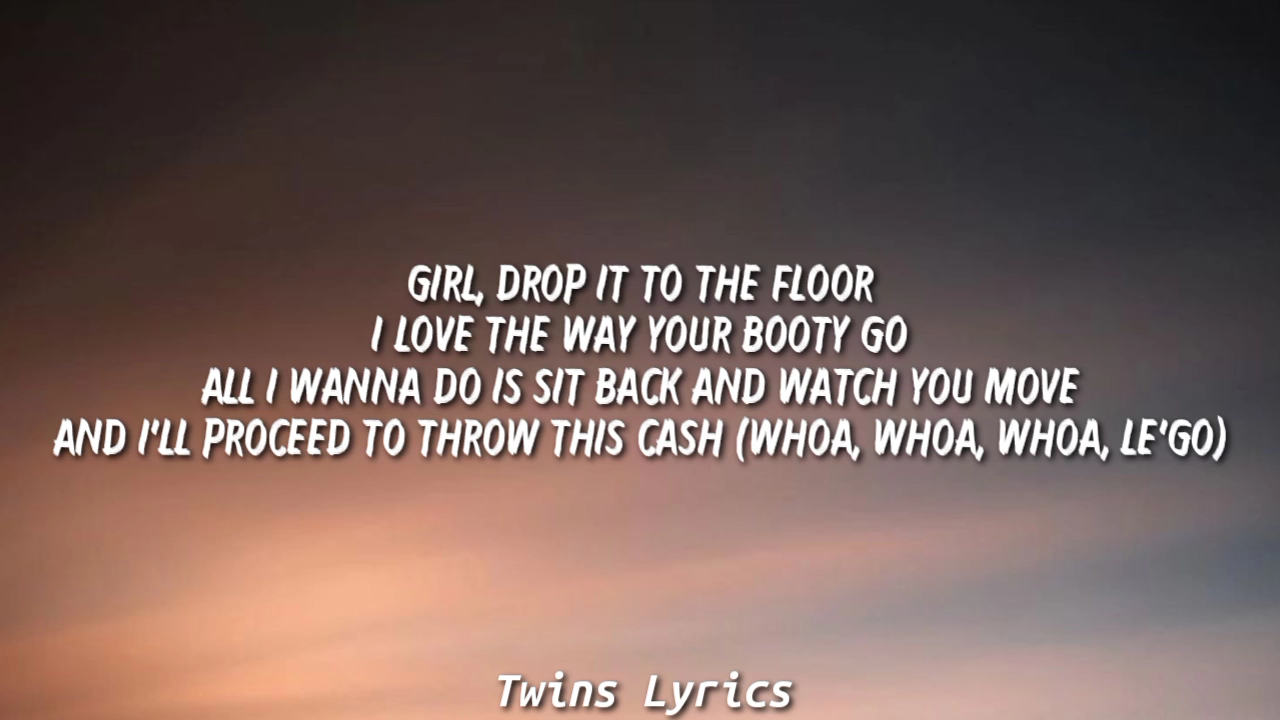 GIRL, DROP IT TO THE FLOOR
I LOVE THE WAY YOUR BOOTY GO
ALL I WANNA DO IS SIT BACK AND WATCH YOU MOVE
AND I'LL PROCEED TO THROW THIS CASH (WHOA, WHOA, WHOA, LE'GO)
Twins Lyrics